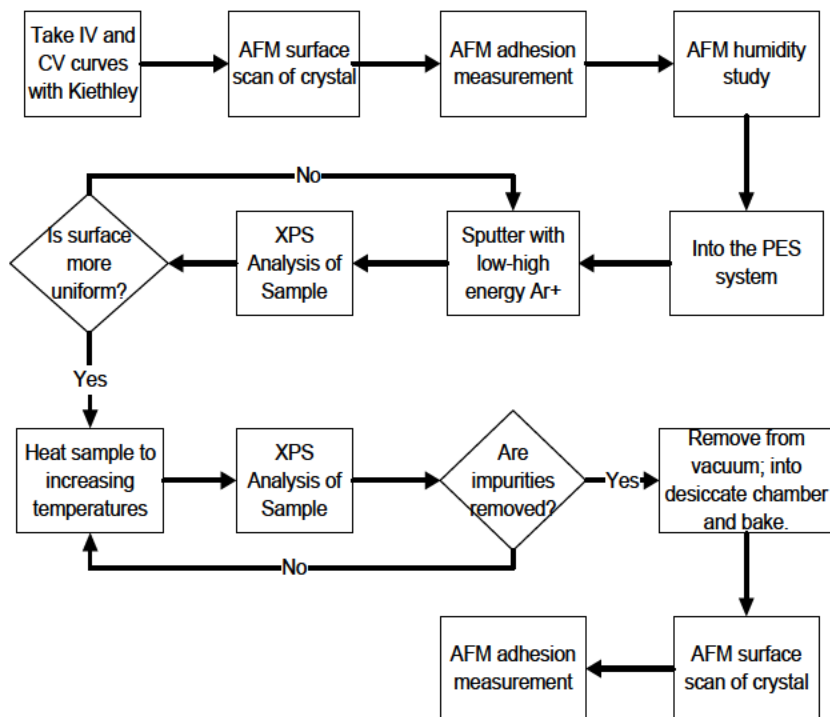 Take IV and
CV curves
with Kiethley
AFM surface
scan of crystal
AFM adhesion
measurement
AFM humidity
study
No
Is surface
more
uniform?
XPS
Analysis of
Sample
Sputter with
low-high
energy Ar+
Into the PES
system
Yes
Heat sample to
increasing
temperatures
XPS
Analysis of
Sample
Are
impurities
removed?
Yes
Remove from
vacuum; into
desiccate chamber
and bake.
No
AFM adhesion
measurement
AFM surface
scan of crystal